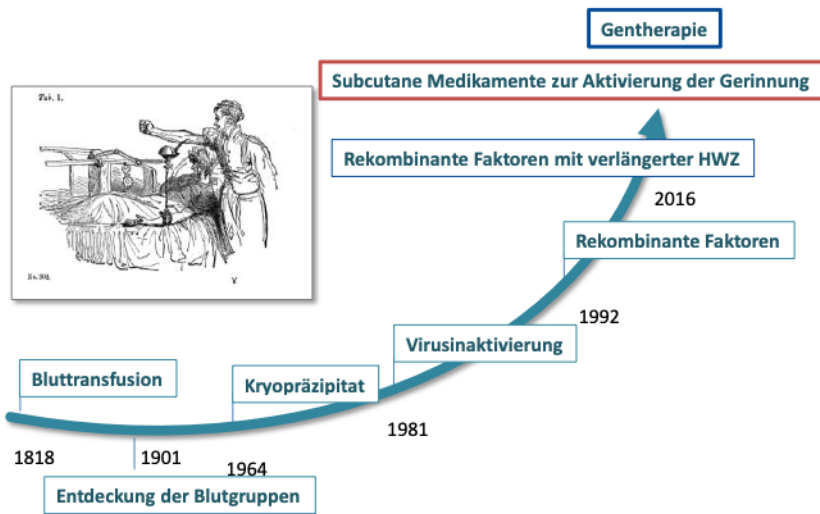 Gentherapie
Subcutane Medikamente zur Aktivierung der Gerinnung
Tab. 1.
Rekombinante Faktoren mit verlängerter HWZ
2016
Rekombinante Faktoren
1992
Virusinaktivierung
Bluttransfusion
Kryopräzipitat
1981
1818
1901
1964
Entdeckung der Blutgruppen